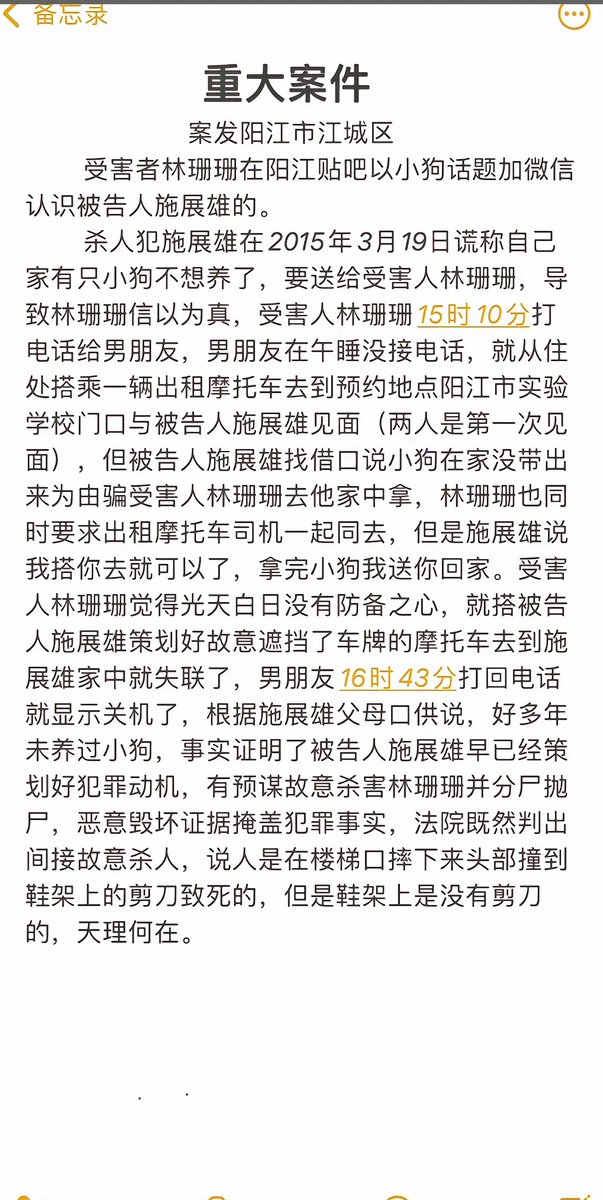 备忘录
重大案件
案发阳江市江城区
受害者林珊珊在阳江贴吧以小狗话题加微信
认识被告人施展雄的。
杀人犯施展雄在2015年3月19日谎称自己
家有只小狗不想养了，要送给受害人林珊珊，导
致林珊珊信以为真，受害人林珊珊15时10分打
电话给男朋友，男朋友在午睡没接电话，就从住
处搭乘一辆出租摩托车去到预约地点阳江市实验
学校门口与被告人施展雄见面（两人是第一次见
面），但被告人施展雄找借口说小狗在家没带出
来为由骗受害人林珊珊去他家中拿，林珊珊也同
时要求出租摩托车司机一起同去，但是施展雄说
我搭你去就可以了，拿完小狗我送你回家。受害
人林珊珊觉得光天白日没有防备之心，就搭被告
人施展雄策划好故意遮挡了车牌的摩托车去到施
展雄家中就失联了，男朋友16时43分打回电话
就显示关机了，根据施展雄父母口供说，好多年
未养过小狗，事实证明了被告人施展雄早已经策
划好犯罪动机，有预谋故意杀害林珊珊并分尸抛
尸，恶意毁坏证据掩盖犯罪事实，法院既然判出
间接故意杀人，说人是在楼梯口摔下来头部撞到
鞋架上的剪刀致死的，但是鞋架上是没有剪刀
的，天理何在。